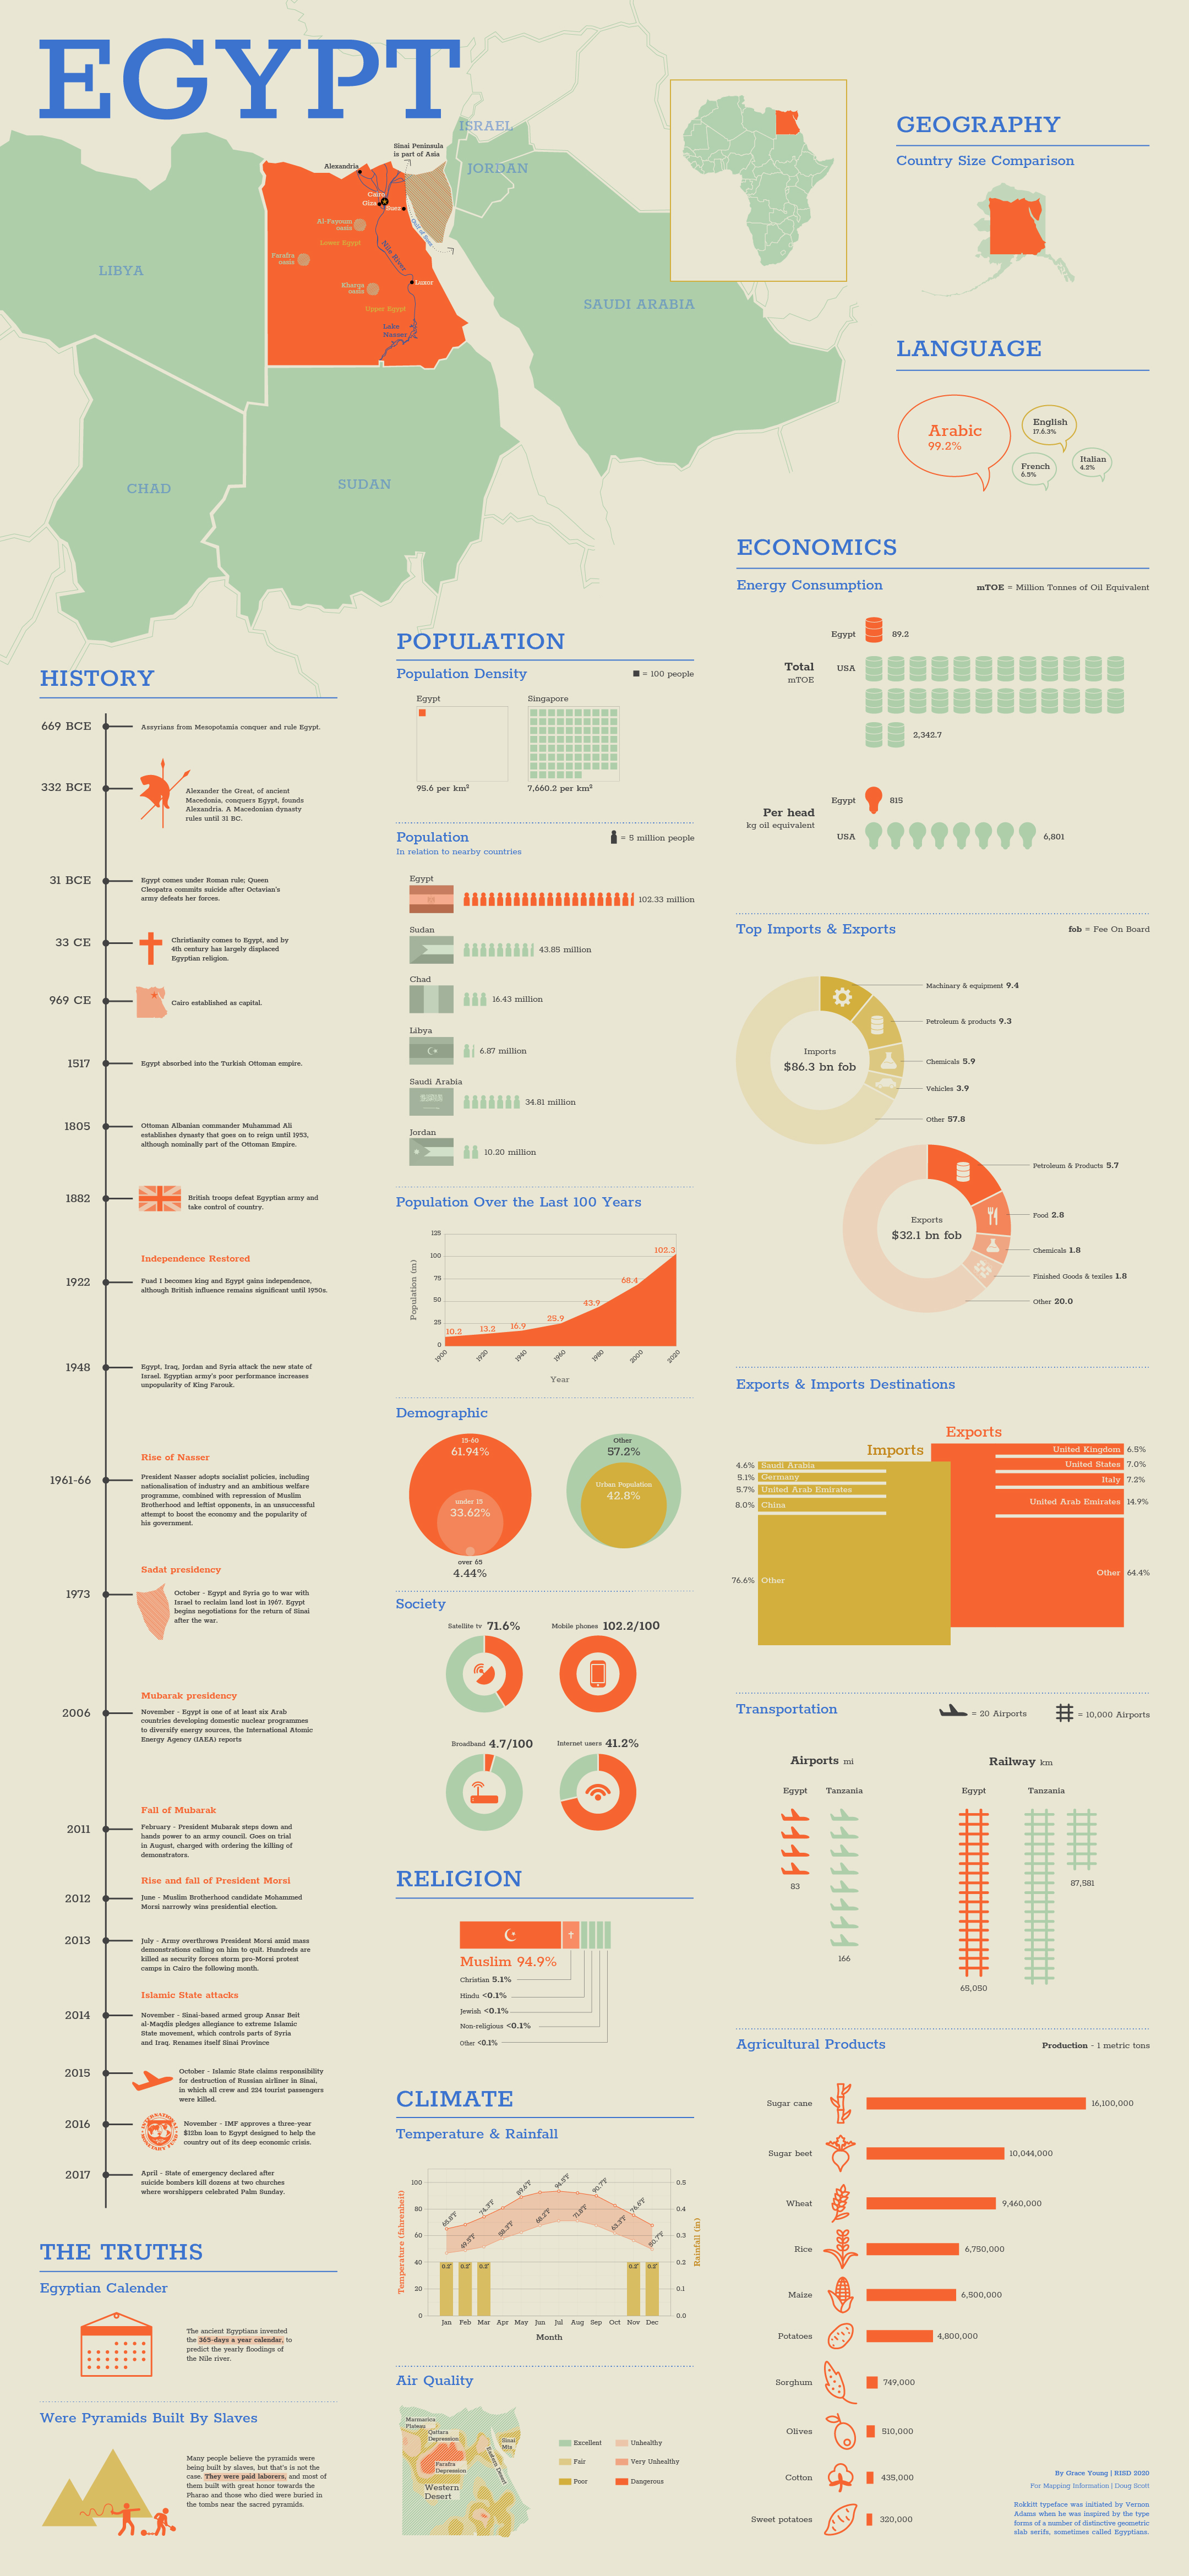 EGYPT
ISRAEL
Sinai Peninsula
is part of Asia
JORDAN
Alexandria
Cairo
Giza
Suez
Al-Fayoum
oasis
Gulf of Suez
Lower Egypt
Nile River
Farafra
oasis
Kharga
oasis
Luxor
Upper Egypt
Lake
Nasser
LIBYA
SAUDI ARABIA
CHAD
SUDAN
GEOGRAPHY
Country Size Comparison
LANGUAGE
Arabic
99.2%
English
17.6.3%
French
6.5%
Italian
4.2%
HISTORY
669 BCE
Assyrians from Mesopotamia conquer and rule Egypt.
332 BCE
Alexander the Great, of ancient
Macedonia, conquers Egypt, founds
Alexandria. A Macedonian dynasty
rules until 31 BC.
31 BCE
Egypt comes under Roman rule; Queen
Cleopatra commits suicide after Octavian's
army defeats her forces.
33 CE
Christianity comes to Egypt, and by
4th century has largely displaced
Egyptian religion.
969 CE
Cairo established as capital.
1517
Egypt absorbed into the Turkish Ottoman empire.
1805
Ottoman Albanian commander Muhammad Ali
establishes dynasty that goes on to reign until 1953,
although nominally part of the Ottoman Empire.
1882
British troops defeat Egyptian army and
take control of country.
Independence Restored
1922
Fuad I becomes king and Egypt gains independence,
although British influence remains significant until 1950s.
1948
Egypt, Iraq, Jordan and Syria attack the new state of
Israel. Egyptian army's poor performance increases
unpopularity of King Farouk.
Rise of Nasser
1961-66
President Nasser adopts socialist policies, including
nationalisation of industry and an ambitious welfare
programme, combined with repression of Muslim
Brotherhood and leftist opponents, in an unsuccessful
attempt to boost the economy and the popularity of
his government.
Sadat presidency
1973
October - Egypt and Syria go to war with
Israel to reclaim land lost in 1967. Egypt
begins negotiations for the return of Sinai
after the war.
Mubarak presidency
2006
November - Egypt is one of at least six Arab
countries developing domestic nuclear programmes
to diversify energy sources, the International Atomic
Energy Agency (IAEA) reports
Fall of Mubarak
2011
February - President Mubarak steps down and
hands power to an army council. Goes on trial
in August, charged with ordering the killing of
demonstrators.
Rise and fall of President Morsi
2012
June - Muslim Brotherhood candidate Mohammed
Morsi narrowly wins presidential election.
2013
July - Army overthrows President Morsi amid mass
demonstrations calling on him to quit. Hundreds are
killed as security forces storm pro-Morsi protest
camps in Cairo the following month.
Islamic State attacks
2014
November - Sinai-based armed group Ansar Beit
al-Maqdis pledges allegiance to extreme Islamic
State movement, which controls parts of Syria
and Iraq. Renames itself Sinai Province
2015
October - Islamic State claims responsibility
for destruction of Russian airliner in Sinai,
in which all crew and 224 tourist passengers
were killed.
2016
INTERNATIONAL MONETARY FUND
November - IMF approves a three-year
$12bn loan to Egypt designed to help the
country out of its deep economic crisis.
2017
April - State of emergency declared after
suicide bombers kill dozens at two churches
where worshippers celebrated Palm Sunday.
THE TRUTHS
Egyptian Calender
The ancient Egyptians invented
the 365-days a year calendar, to
predict the yearly floodings of
the Nile river.
Were Pyramids Built By Slaves
Many people believe the pyramids were
being built by slaves, but that's is not the
case. They were paid laborers, and most of
them built with great honor towards the
Pharao and those who died were buried in
the tombs near the sacred pyramids.
POPULATION
Population Density
= 100 people
Egypt
Singapore
95.6 per km²
7,660.2 per km²
Population
= 5 million people
In relation to nearby countries
Egypt
102.33 million
Sudan
43.85 million
Chad
16.43 million
Libya
6.87 million
Saudi Arabia
34.81 million
Jordan
10.20 million
Population Over the Last 100 Years
Population (m)
125
100
75
50
25
0
10.2
13.2
16.9
25.9
43.9
68.4
102.3
1900
1920
1940
1960
1980
2000
2020
Year
Demographic
15-60
61.94%
under 15
33.62%
over 65
4.44%
Other
57.2%
Urban Population
42.8%
Society
Satellite tv 71.6%
Mobile phones 102.2/100
Broadband 4.7/100
Internet users 41.2%
RELIGION
Muslim 94.9%
Christian 5.1%
Hindu <0.1%
Jewish <0.1%
Non-religious <0.1%
Other <0.1%
CLIMATE
Temperature & Rainfall
Temperature (fahrenheit)
100
80
60
40
20
0
65.8°F
74.3°F
89.6°F
94.5°F
90.7°F
76.6°F
49.5°F
58.3°F
68.2°F
71.8°F
63.3°F
50.7°F
0.2"
0.2"
0.2"
0.2"
0.2"
0.5
0.4
0.3
0.2
0.1
0.0
Rainfall (in)
Jan Feb Mar Apr May Jun Jul Aug Sep Oct Nov Dec
Month
Air Quality
Marmarica
Plateau
Qattara
Depression
Sinai
Mts
Farafra
Depression
Eastern Desert
Western
Desert
Excellent
Unhealthy
Fair
Very Unhealthy
Poor
Dangerous
ECONOMICS
Energy Consumption
mTOE = Million Tonnes of Oil Equivalent
Total
mTOE
Egypt
89.2
USA
2,342.7
Per head
kg oil equivalent
Egypt
815
USA
6,801
Top Imports & Exports
fob = Fee On Board
Imports
$86.3 bn fob
Machinary & equipment 9.4
Petroleum & products 9.3
Chemicals 5.9
Vehicles 3.9
Other 57.8
Exports
$32.1 bn fob
Petroleum & Products 5.7
Food 2.8
Chemicals 1.8
Finished Goods & texiles 1.8
Other 20.0
Exports & Imports Destinations
Exports
Imports
United Kingdom 6.5%
United States 7.0%
Italy 7.2%
United Arab Emirates 14.9%
Other 64.4%
4.6% Saudi Arabia
5.1% Germany
5.7% United Arab Emirates
8.0% China
76.6% Other
Transportation
= 20 Airports
= 10,000 Airports
Airports mi
Egypt
Tanzania
83
166
Railway km
Egypt
Tanzania
65,050
87,581
Agricultural Products
Production - 1 metric tons
Sugar cane
16,100,000
Sugar beet
10,044,000
Wheat
9,460,000
Rice
6,750,000
Maize
6,500,000
Potatoes
4,800,000
Sorghum
749,000
Olives
510,000
Cotton
435,000
Sweet potatoes
320,000
By Grace Young | RISD 2020
For Mapping Information | Doug Scott
Rokkitt typeface was initiated by Vernon
Adams when he was inspired by the type
forms of a number of distinctive geometric
slab serifs, sometimes called Egyptians.